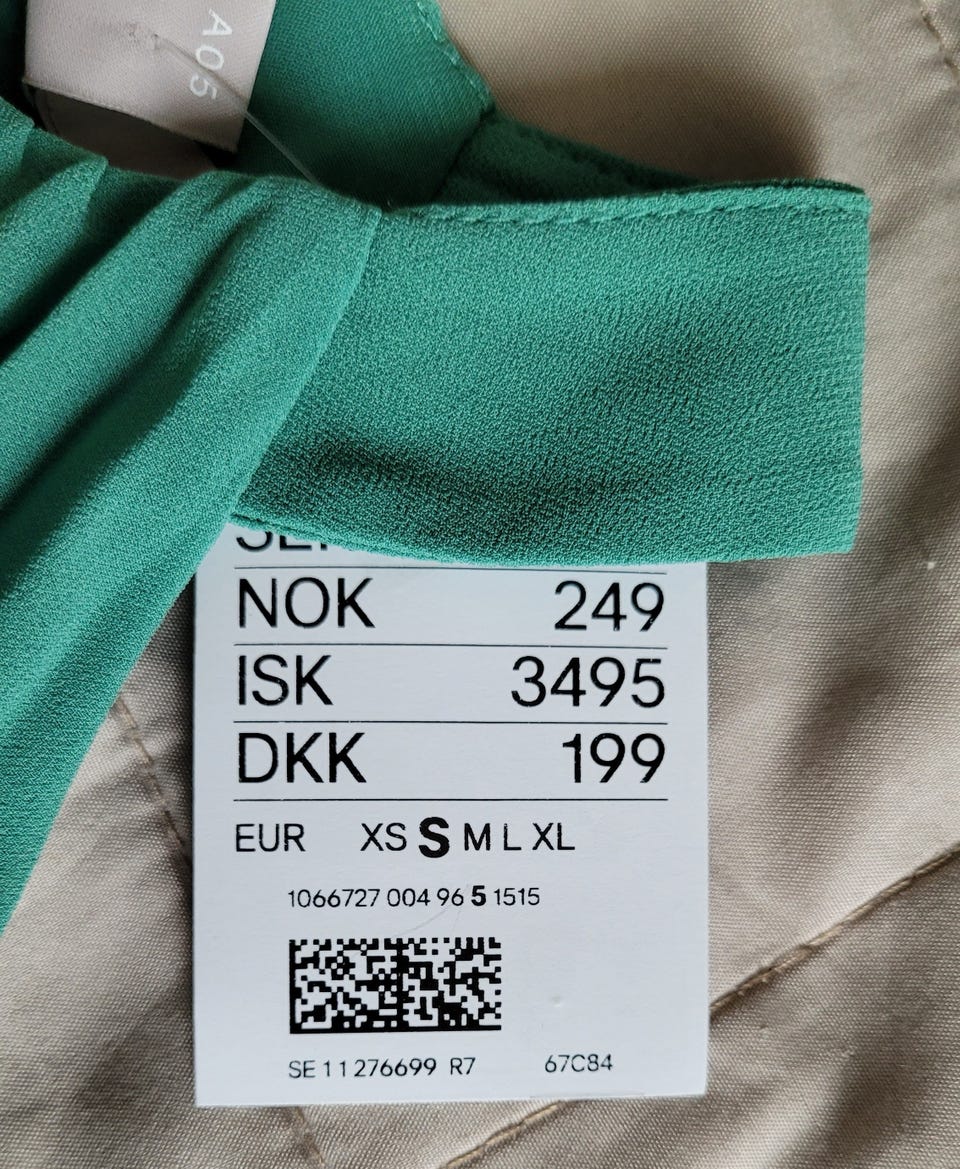 A05
NOK 249
ISK 3495
DKK 199
EUR XS S M L XL
1066727 004 96 5 1515
SE 11 276699 R7 67C84